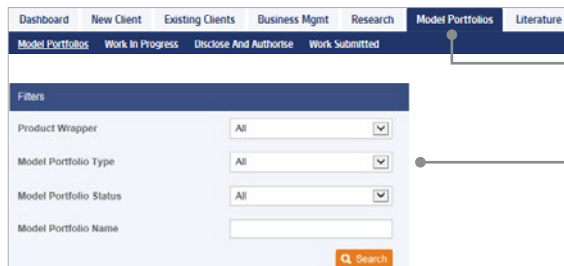 Dashboard New Client Existing Clients Business Mgmt Research Model Portfolios Literature
Model Portfolios Work In Progress Disclose And Authorise Work Submitted
Filters
Product Wrapper All
Model Portfolio Type All
Model Portfolio Status All
Model Portfolio Name
Search